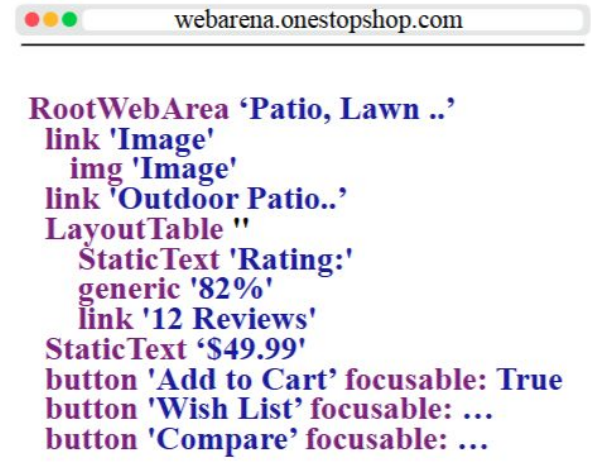 webarena.onestopshop.com
RootWebArea ‘Patio, Lawn ..’
link 'Image'
img 'Image'
link 'Outdoor Patio..’
LayoutTable ''
StaticText 'Rating:'
generic '82%'
link '12 Reviews'
StaticText ‘$49.99'
button 'Add to Cart’ focusable: True
button 'Wish List’ focusable: …
button 'Compare’ focusable: …